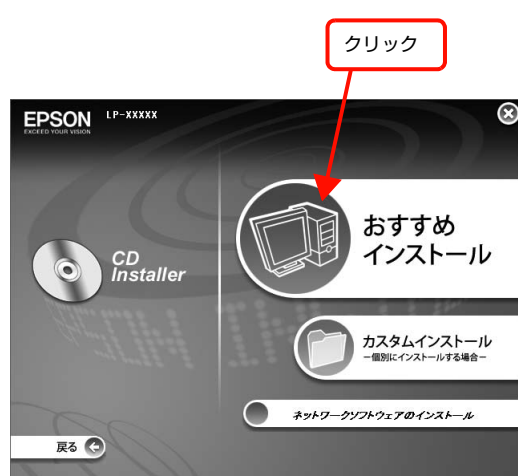 クリック
EPSON
EXCEED YOUR VISION
LP-XXXXX
おすすめ
インストール
CD
Installer
カスタムインストール
－個別にインストールする場合－
ネットワークソフトウェアのインストール
戻る